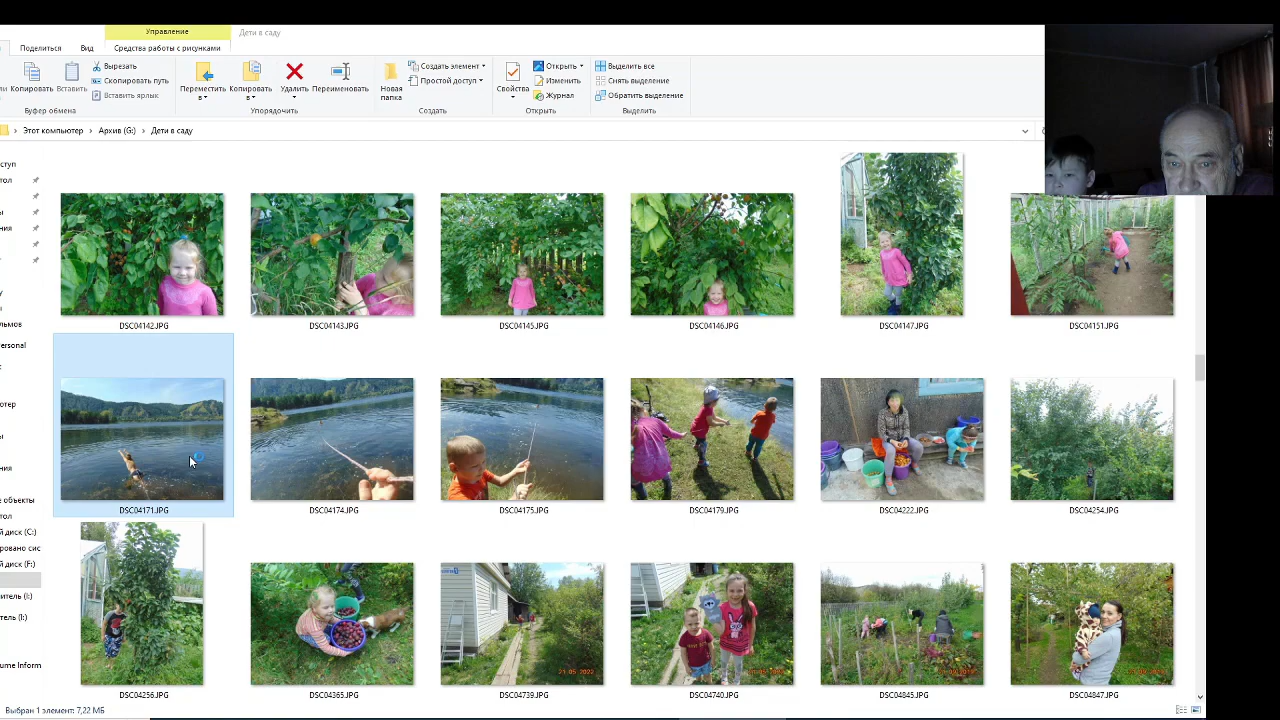 Управление
Дети в саду
Поделиться
Вид
Средства работы с рисунками
Копировать
Вставить
Вырезать
Скопировать путь
Вставить ярлык
Буфер обмена
Переместить в
Копировать в
Удалить
Переименовать
Упорядочить
Новая папка
Создать элемент
Простой доступ
Создать
Свойства
Открыть
Изменить
Журнал
Открыть
Выделить все
Снять выделение
Обратить выделение
Выделить
Этот компьютер
Архив (G:)
Дети в саду
DSC04142.JPG
DSC04143.JPG
DSC04145.JPG
DSC04146.JPG
DSC04147.JPG
DSC04151.JPG
DSC04171.JPG
DSC04174.JPG
DSC04175.JPG
DSC04179.JPG
DSC04222.JPG
DSC04254.JPG
DSC04256.JPG
DSC04365.JPG
DSC04739.JPG
DSC04740.JPG
DSC04845.JPG
DSC04847.JPG
21.05.2022
Выбран 1 элемент: 7,22 МБ